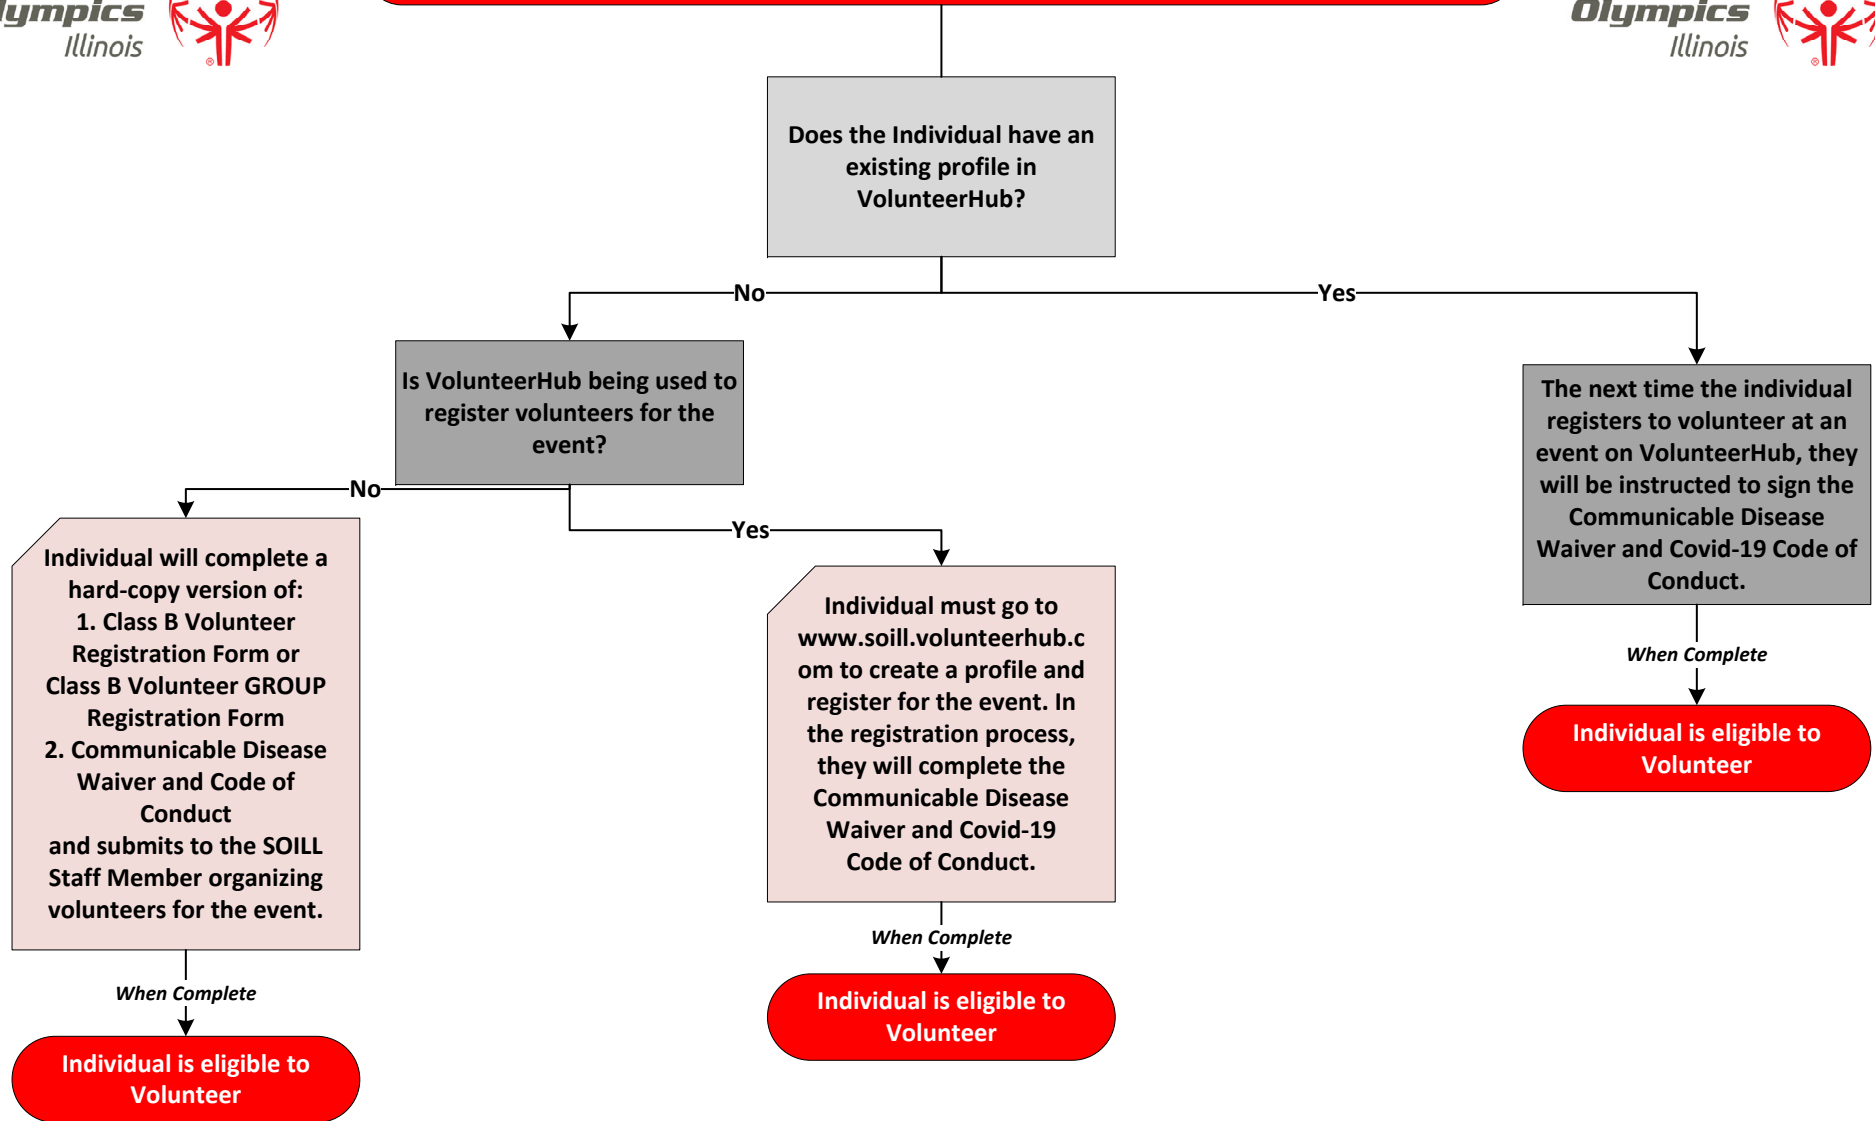 Olympics
Illinois
Olympics
Illinois
Does the Individual have an
existing profile in
VolunteerHub?
No
Yes
Is VolunteerHub being used to
register volunteers for the
event?
The next time the individual
registers to volunteer at an
event on VolunteerHub, they
will be instructed to sign the
Communicable Disease
Waiver and Covid-19 Code of
Conduct.
No
Yes
Individual will complete a
hard-copy version of:
1. Class B Volunteer
Registration Form or
Class B Volunteer GROUP
Registration Form
2. Communicable Disease
Waiver and Code of
Conduct
and submits to the SOILL
Staff Member organizing
volunteers for the event.
Individual must go to
www.soill.volunteerhub.c
om to create a profile and
register for the event. In
the registration process,
they will complete the
Communicable Disease
Waiver and Covid-19
Code of Conduct.
When Complete
Individual is eligible to
Volunteer
When Complete
Individual is eligible to
Volunteer
When Complete
Individual is eligible to
Volunteer